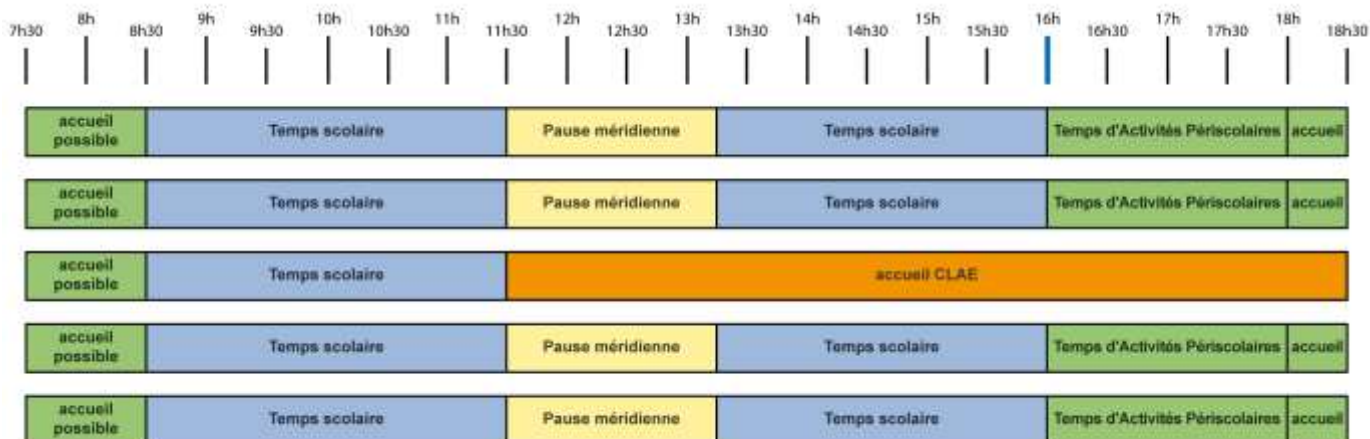 8h 9h 10h 11h 12h 13h 14h 15h 16h 17h 18h
7h30 8h30 9h30 10h30 11h30 12h30 13h30 14h30 15h30 16h30 17h30 18h30
accueil
possible Temps scolaire Pause méridienne Temps scolaire Temps d'Activités Périscolaires accueil
accueil
possible Temps scolaire Pause méridienne Temps scolaire Temps d'Activités Périscolaires accueil
accueil
possible Temps scolaire accueil CLAE
accueil
possible Temps scolaire Pause méridienne Temps scolaire Temps d'Activités Périscolaires accueil
accueil
possible Temps scolaire Pause méridienne Temps scolaire Temps d'Activités Périscolaires accueil